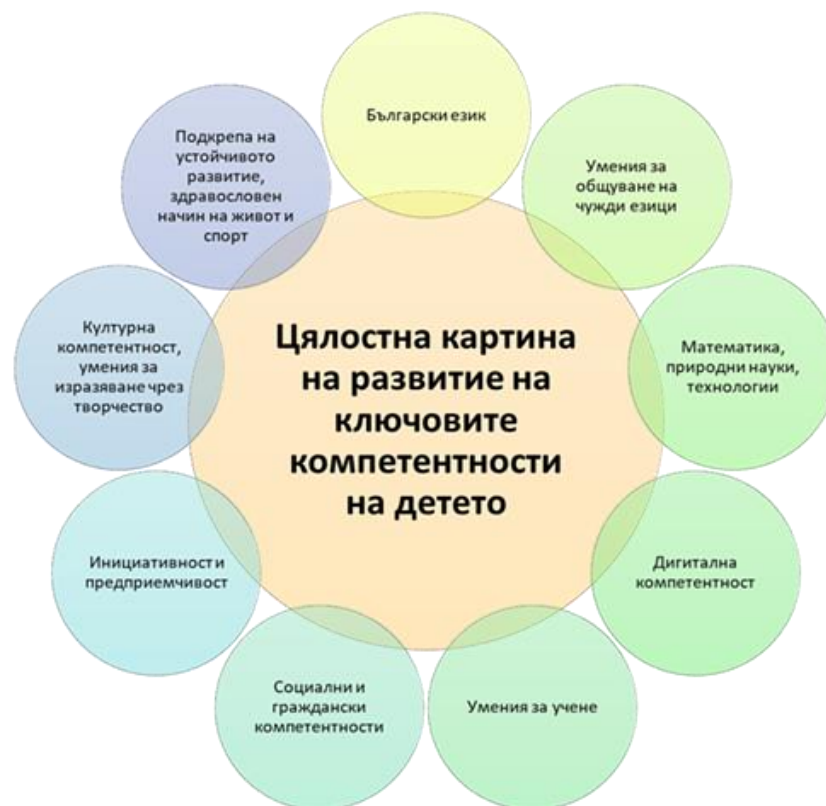 Български език
Умения за
общуване на
чужди езици
Математика,
природни науки,
технологии
Дигитална
компетентност
Умения за учене
Социални и
граждански
компетентности
Инициативност и
предприемчивост
Културна
компетентност,
умения за
изразяване чрез
творчество
Подкрепа на
устойчивото
развитие,
здравословен
начин на живот и
спорт
Цялостна картина
на развитие на
ключовите
компетентности
на детето